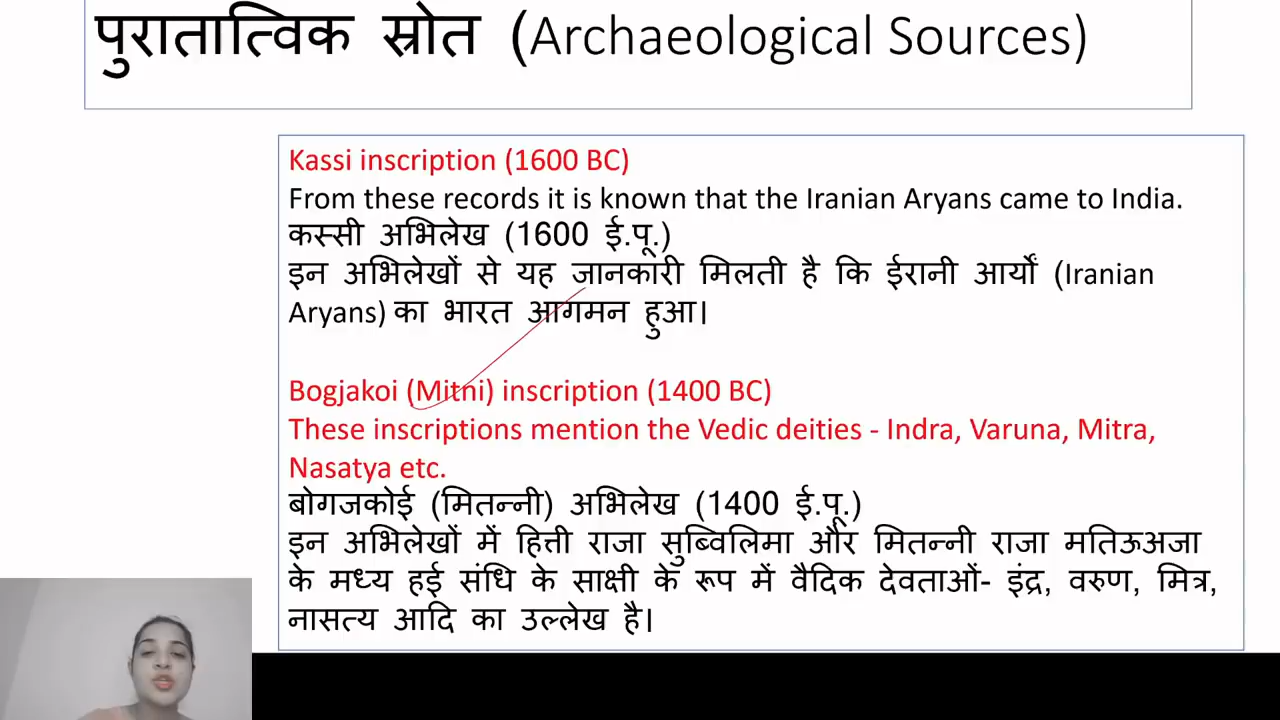 पुरातात्विक स्रोत (Archaeological Sources)
Kassi inscription (1600 BC)
From these records it is known that the Iranian Aryans came to India.
कस्सी अभिलेख (1600 ई.पू.)
इन अभिलेखों से यह जानकारी मिलती है कि ईरानी आर्यों (Iranian
Aryans) का भारत आगमन हुआ।
Bogjakoi (Mitni) inscription (1400 BC)
These inscriptions mention the Vedic deities - Indra, Varuna, Mitra,
Nasatya etc.
बोगजकोई (मितन्नी) अभिलेख (1400 ई.पू.)
इन अभिलेखों में हित्ती राजा सुब्विलिमा और मितन्नी राजा मतिऊअजा
के मध्य हई संधि के साक्षी के रूप में वैदिक देवताओं- इंद्र, वरुण, मित्र,
नासत्य आदि का उल्लेख है।